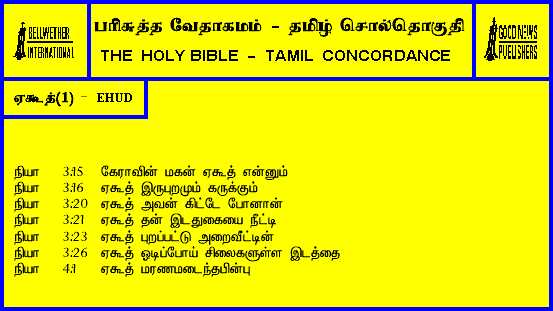 BELLWETHER
INTERNATIONAL
பரிசுத்த வேதாகமம் - தமிழ் சொல்தொகுதி
THE HOLY BIBLE - TAMIL CONCORDANCE
GOOD NEWS
PUBLISHERS
ஏகூத்(1) - EHUD
நியா 3:15 கேராவின் மகன் ஏகூத் என்னும்
நியா 3:16 ஏகூத் இருபுறமும் கருக்கும்
நியா 3:20 ஏகூத் அவன் கிட்டே போனான்
நியா 3:21 ஏகூத் தன் இடதுகையை நீட்டி
நியா 3:23 ஏகூத் புறப்பட்டு அறைவீட்டின்
நியா 3:26 ஏகூத் ஓடிப்போய் சிலைகளுள்ள இடத்தை
நியா 4:1 ஏகூத் மரணமடைந்தபின்பு